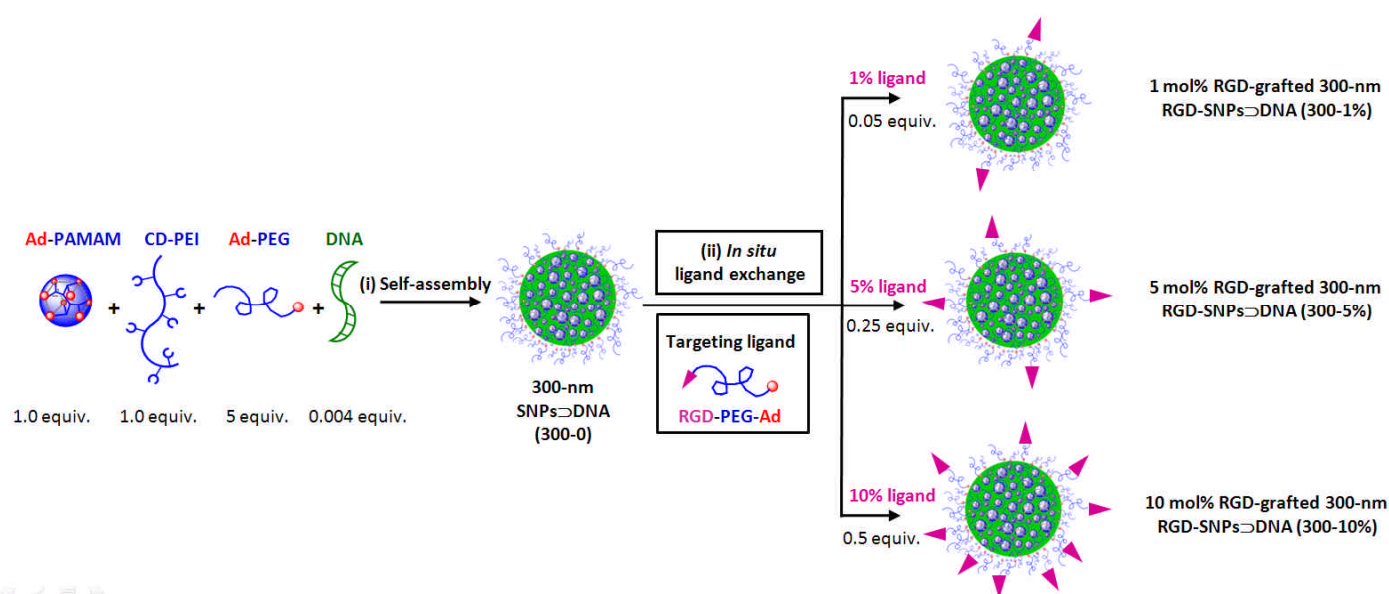 Ad-PAMAM
CD-PEI
Ad-PEG
DNA
+
+
+
1.0 equiv.
1.0 equiv.
5 equiv.
0.004 equiv.
(i) Self-assembly
300-nm
SNPs⊃DNA
(300-0)
(ii) In situ
ligand exchange
Targeting ligand
RGD-PEG-Ad
1% ligand
0.05 equiv.
1 mol% RGD-grafted 300-nm
RGD-SNPs⊃DNA (300-1%)
5% ligand
0.25 equiv.
5 mol% RGD-grafted 300-nm
RGD-SNPs⊃DNA (300-5%)
10% ligand
0.5 equiv.
10 mol% RGD-grafted 300-nm
RGD-SNPs⊃DNA (300-10%)